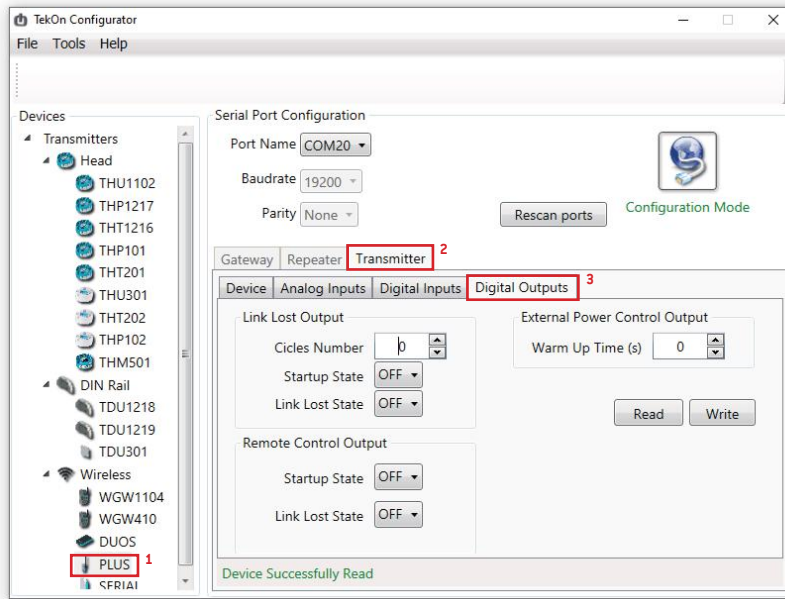 TekOn Configurator
File Tools Help
Devices
Transmitters
Head
THU1102
THP1217
THT1216
THP101
THT201
THU301
THT202
THP102
THM501
DIN Rail
TDU1218
TDU1219
TDU301
Wireless
WGW1104
WGW410
DUOS
PLUS 1
SERIAL
Serial Port Configuration
Port Name COM20
Baudrate 19200
Parity None
Rescan ports
Configuration Mode
Gateway Repeater Transmitter 2
Device Analog Inputs Digital Inputs Digital Outputs 3
Link Lost Output
Cicles Number 0
Startup State OFF
Link Lost State OFF
Remote Control Output
Startup State OFF
Link Lost State OFF
External Power Control Output
Warm Up Time (s) 0
Read Write
Device Successfully Read